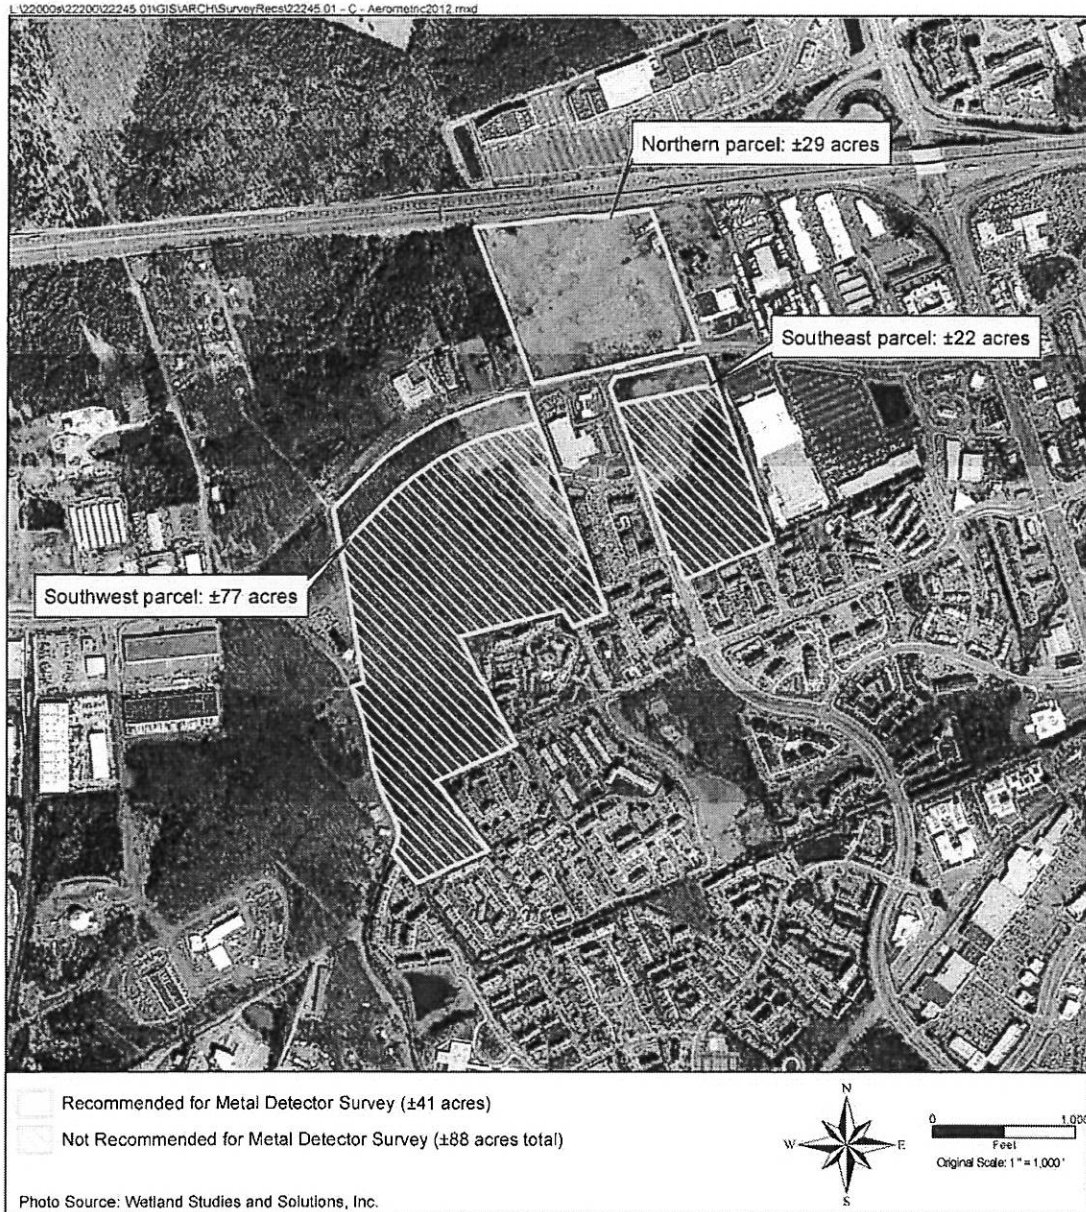 L:\22000s\22200\22245.01\GIS\ARCH\SurveyRecs\22245.01 - C - Aerometric2012.mxd
Northern parcel: ±29 acres
Southeast parcel: ±22 acres
Southwest parcel: ±77 acres
Recommended for Metal Detector Survey (±41 acres)
Not Recommended for Metal Detector Survey (±88 acres total)
N
W
E
S
0
1,000
Feet
Original Scale: 1" = 1,000'
Photo Source: Wetland Studies and Solutions, Inc.